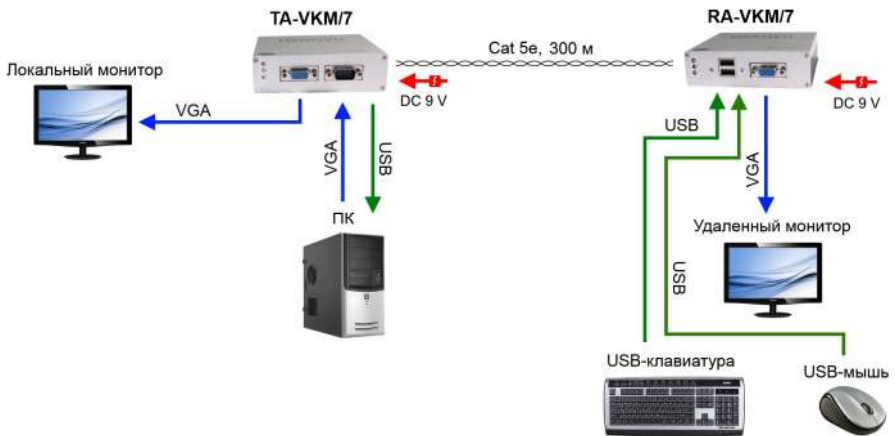 TA-VKM/7
RA-VKM/7
Cat 5e, 300 м
Локальный монитор
DC 9 V
DC 9 V
VGA
USB
VGA
USB
VGA
ПК
Удаленный монитор
USB
USB-клавиатура
USB-мышь